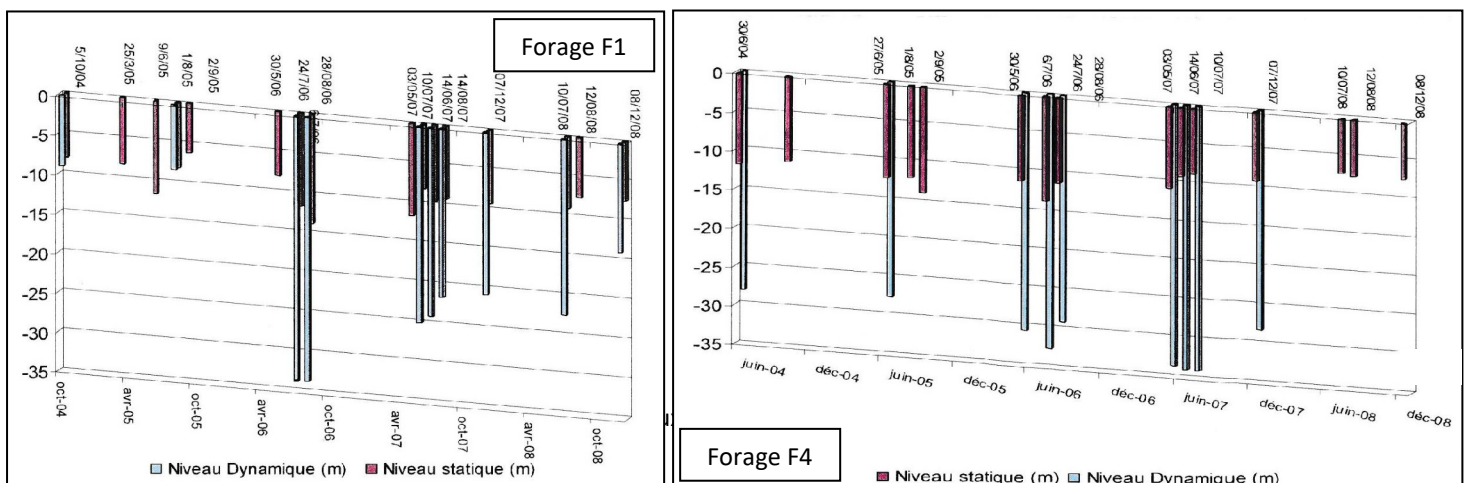 Forage F1
5/10/04
25/3/05
9/6/05
1/8/05
2/9/05
30/5/06
24/7/06
28/08/06
03/05/07
10/07/07
14/06/07
14/08/07
07/12/07
10/07/08
12/08/08
08/12/08
0
-5
-10
-15
-20
-25
-30
-35
oct-04
avr-05
oct-05
avr-06
oct-06
avr-07
oct-07
avr-08
oct-08
Niveau Dynamique (m) Niveau statique (m)
30/6/04
27/6/05
1/8/05
2/9/05
30/5/06
6/7/06
24/7/06
28/08/06
03/05/07
14/06/07
10/07/07
07/12/07
10/07/08
12/08/08
08/12/08
0
-5
-10
-15
-20
-25
-30
-35
juin-04
déc-04
juin-05
déc-05
juin-06
déc-06
juin-07
déc-07
juin-08
déc-08
Forage F4
Niveau statique (m) Niveau Dynamique (m)